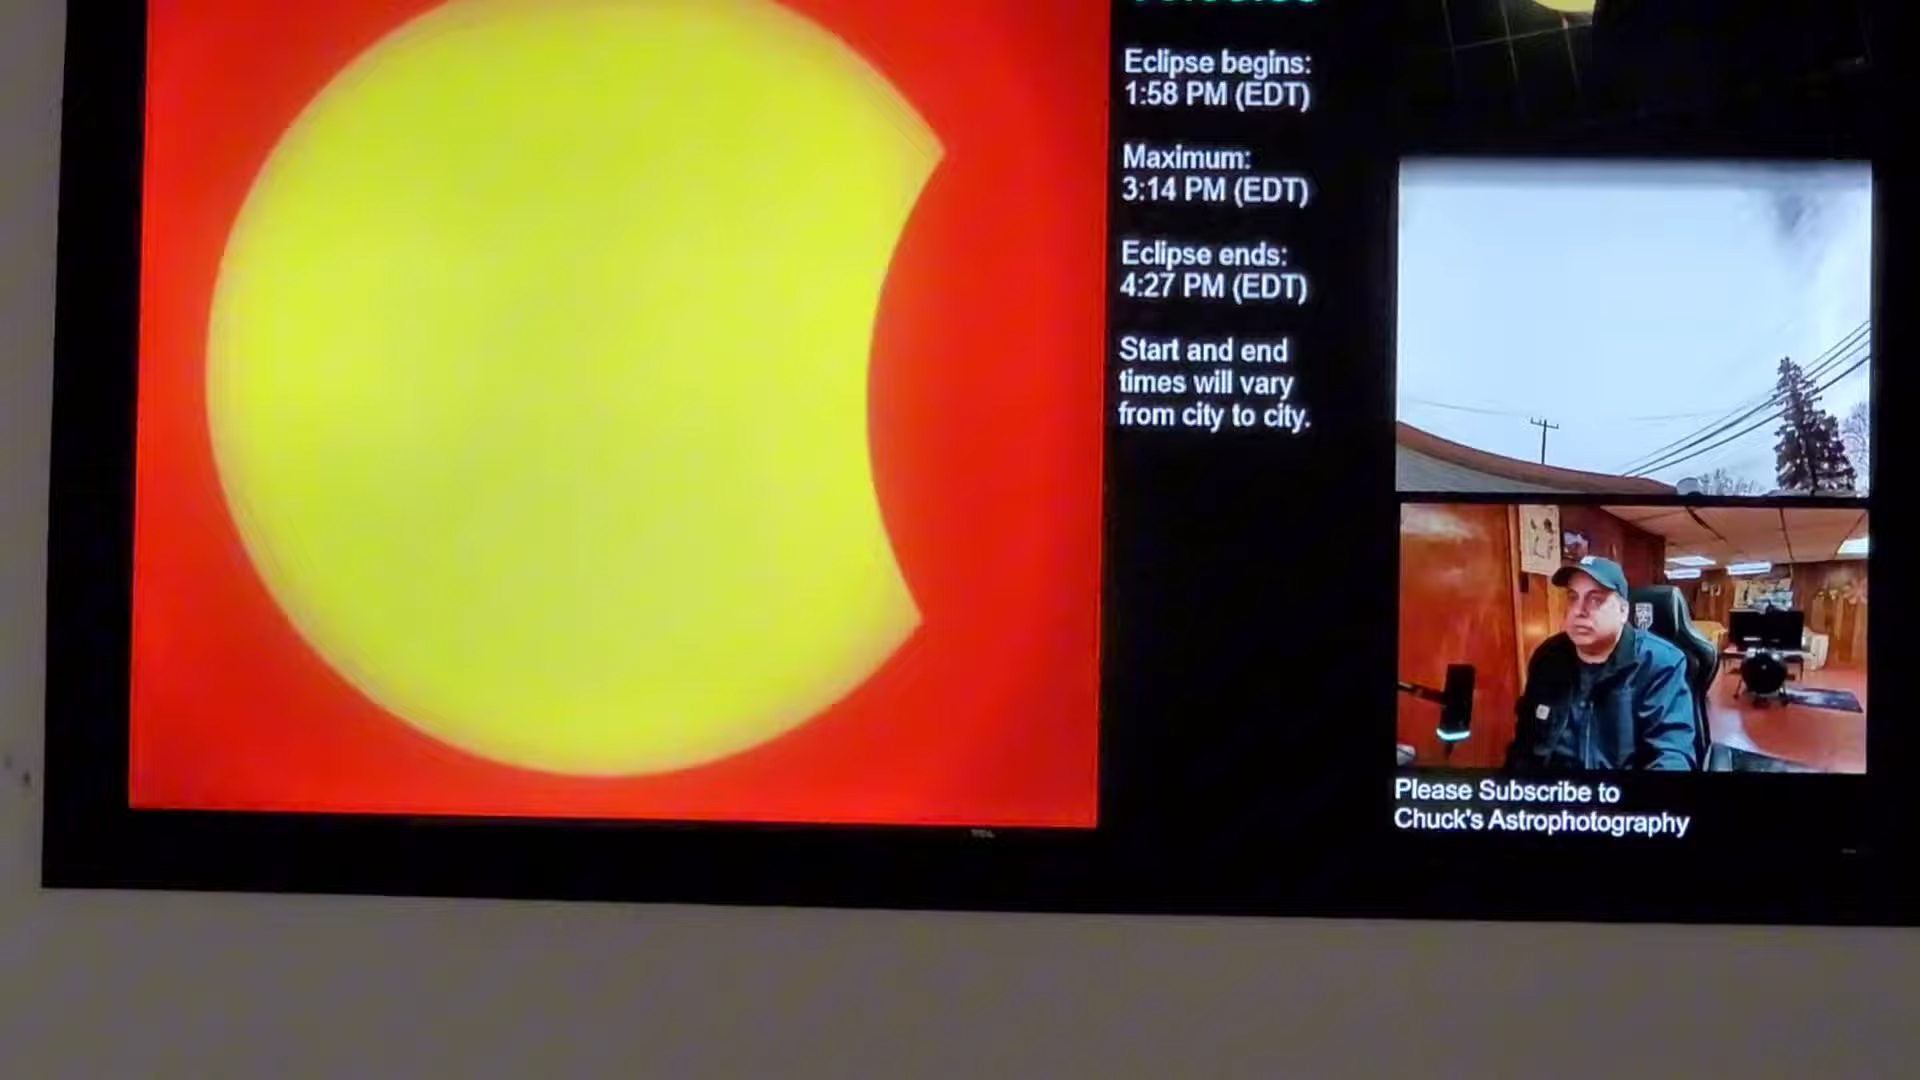 Eclipse begins:
1:58 PM (EDT)
Maximum:
3:14 PM (EDT)
Eclipse ends:
4:27 PM (EDT)
Start and end
times will vary
from city to city.
Please Subscribe to
Chuck's Astrophotography